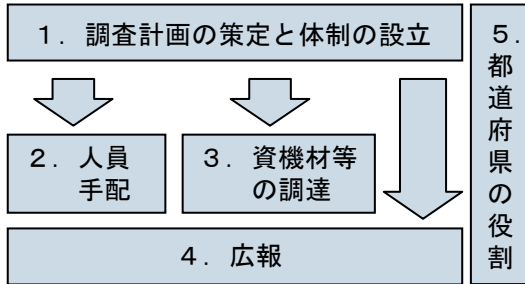 １．調査計画の策定と体制の設立
２．人員
手配
３．資機材等
の調達
４．広報
５．都道府県の役割